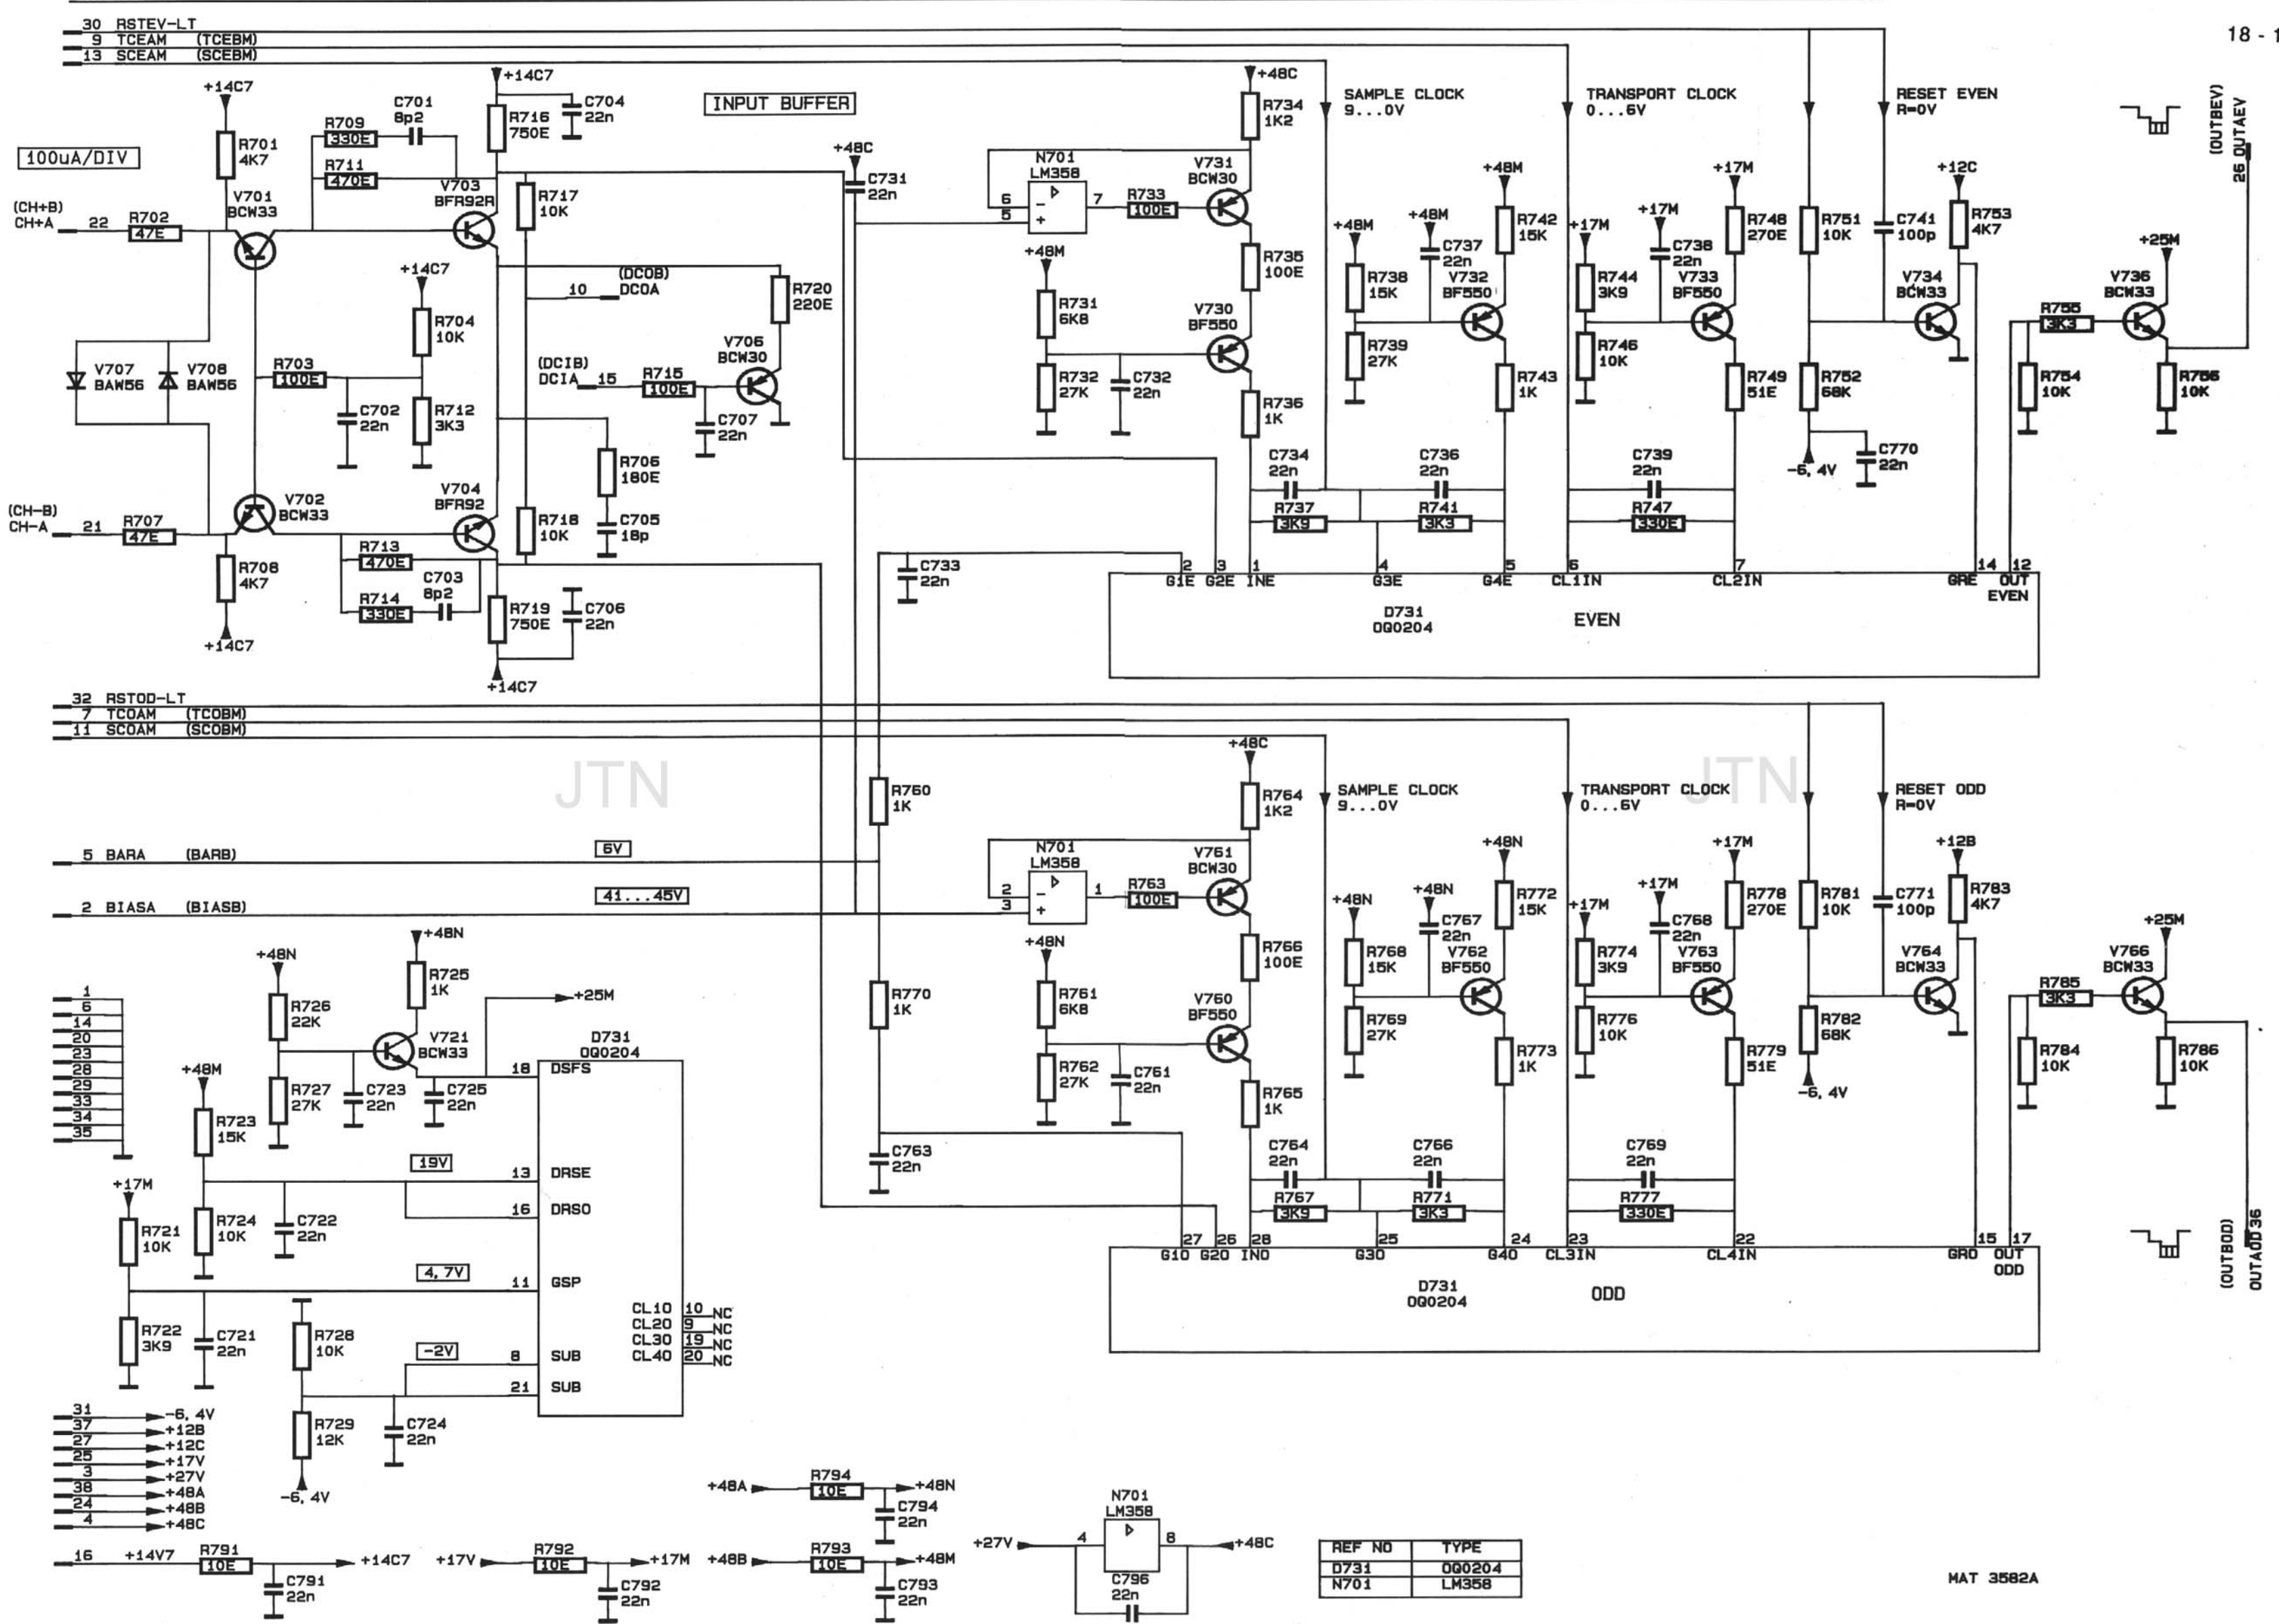 30 RSTEV-LT
9 TCEAM (TCEBM)
13 SCEAM (SCEBM)
18 - 1
+14C7
R701
4K7
R709
330E
C701
8p2
R711
470E
+14C7
R716
750E
C704
22n
INPUT BUFFER
100uA/DIV
(CH+B)
CH+A
22
R702
47E
V701
BCW33
V703
BFR92R
R717
10K
+14C7
R704
10K
(DCOB)
10 DCOA
R720
220E
V706
BCW30
(DCIB)
DCIA
15
R715
100E
C707
22n
V707
BAW56
V708
BAW56
R703
100E
C702
22n
R712
3K3
R706
180E
C705
18p
(CH-B)
CH-A
21
R707
47E
V702
BCW33
V704
BFR92
R718
10K
R708
4K7
+14C7
R713
470E
C703
8p2
R714
330E
R719
750E
C706
22n
+14C7
+48C
C731
22n
C733
22n
+48C
R734
1K2
N701
LM358
6
5
7
-
+
R733
100E
V731
BCW30
+48M
R731
6K8
R732
27K
C732
22n
V730
BF550
R735
100E
R736
1K
SAMPLE CLOCK
9...0V
+48M
R738
15K
R739
27K
+48M
C737
22n
V732
BF550
+48M
R742
15K
R743
1K
C734
22n
R737
3K9
C736
22n
R741
3K3
TRANSPORT CLOCK
0...6V
+17M
R744
3K9
R746
10K
+17M
C738
22n
V733
BF550
+17M
R748
270E
R749
51E
C739
22n
R747
330E
RESET EVEN
R=0V
R751
10K
R752
68K
-6,4V
C770
22n
C741
100p
V734
BCW33
+12C
R753
4K7
R755
3K3
R754
10K
+25M
V736
BCW33
R756
10K
(OUTBEV)
26 OUTAEV
2 3 1 4 5 6 7 14 12
G1E G2E INE G3E G4E CL1IN CL2IN GRE OUT
EVEN
D731
OQ0204
EVEN
32 RSTOD-LT
7 TCOAM (TCOBM)
11 SCOAM (SCOBM)
JTN
JTN
R760
1K
5 BARA (BARB)
6V
2 BIASA (BIASB)
41...45V
R770
1K
C763
22n
+48C
R764
1K2
N701
LM358
2
3
1
-
+
R763
100E
V761
BCW30
+48N
R761
6K8
R762
27K
C761
22n
V760
BF550
R766
100E
R765
1K
SAMPLE CLOCK
9...0V
+48N
R768
15K
R769
27K
+48N
C767
22n
V762
BF550
+48N
R772
15K
R773
1K
C764
22n
R767
3K9
C766
22n
R771
3K3
TRANSPORT CLOCK
0...6V
+17M
R774
3K9
R776
10K
+17M
C768
22n
V763
BF550
+17M
R778
270E
R779
51E
C769
22n
R777
330E
RESET ODD
R=0V
R781
10K
R782
68K
-6,4V
C771
100p
V764
BCW33
+12B
R783
4K7
R785
3K3
R784
10K
+25M
V766
BCW33
R786
10K
(OUTBOD)
OUTAOD 36
27 26 28 25 24 23 22 15 17
G1O G2O INO G3O G4O CL3IN CL4IN GRO OUT
ODD
D731
OQ0204
ODD
1
6
14
20
23
28
29
33
34
35
+48N
R726
22K
R727
27K
+48N
R725
1K
V721
BCW33
+25M
C723
22n
C725
22n
D731
OQ0204
18 DSFS
13 DRSE
16 DRSO
11 GSP
8 SUB
21 SUB
CL1O 10 NC
CL2O 9 NC
CL3O 19 NC
CL4O 20 NC
+48M
R723
15K
R724
10K
C722
22n
19V
+17M
R721
10K
R722
3K9
C721
22n
4,7V
R728
10K
R729
12K
-6,4V
C724
22n
-2V
31 -6,4V
37 +12B
27 +12C
25 +17V
3 +27V
38 +48A
24 +48B
4 +48C
16 +14V7
R791
10E
+14C7
C791
22n
+17V
R792
10E
+17M
C792
22n
+48A
R794
10E
+48N
C794
22n
+48B
R793
10E
+48M
C793
22n
N701
LM358
+27V
4
8
+48C
C796
22n
REF NO TYPE
D731 OQ0204
N701 LM358
MAT 3582A